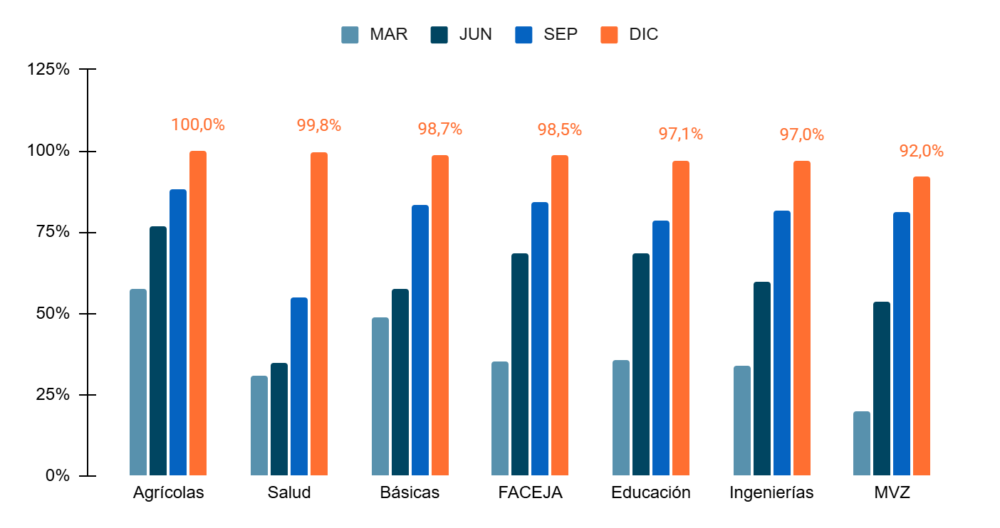 MAR JUN SEP DIC
125%
100,0% 99,8% 98,7% 98,5% 97,1% 97,0% 92,0%
100%
75%
50%
25%
0%
Agrícolas Salud Básicas FACEJA Educación Ingenierías MVZ